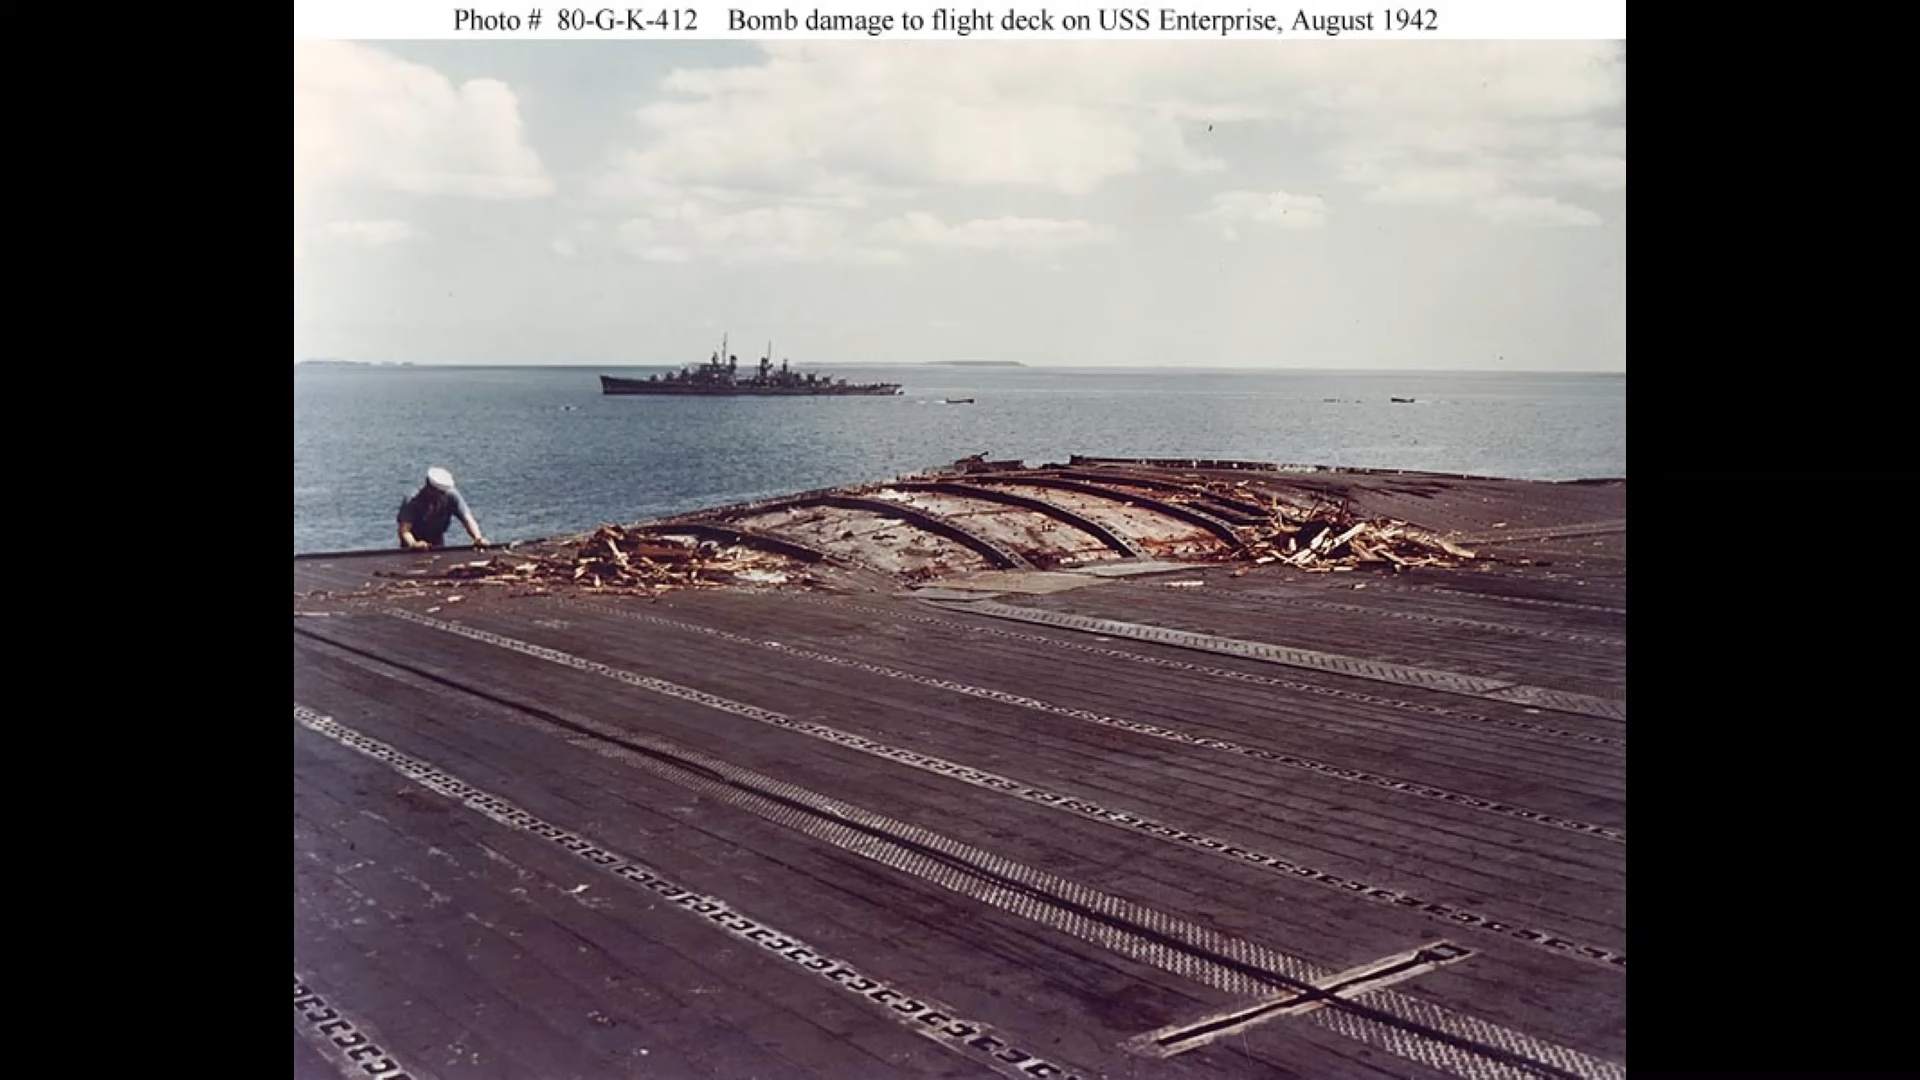 Photo # 80-G-K-412 Bomb damage to flight deck on USS Enterprise, August 1942